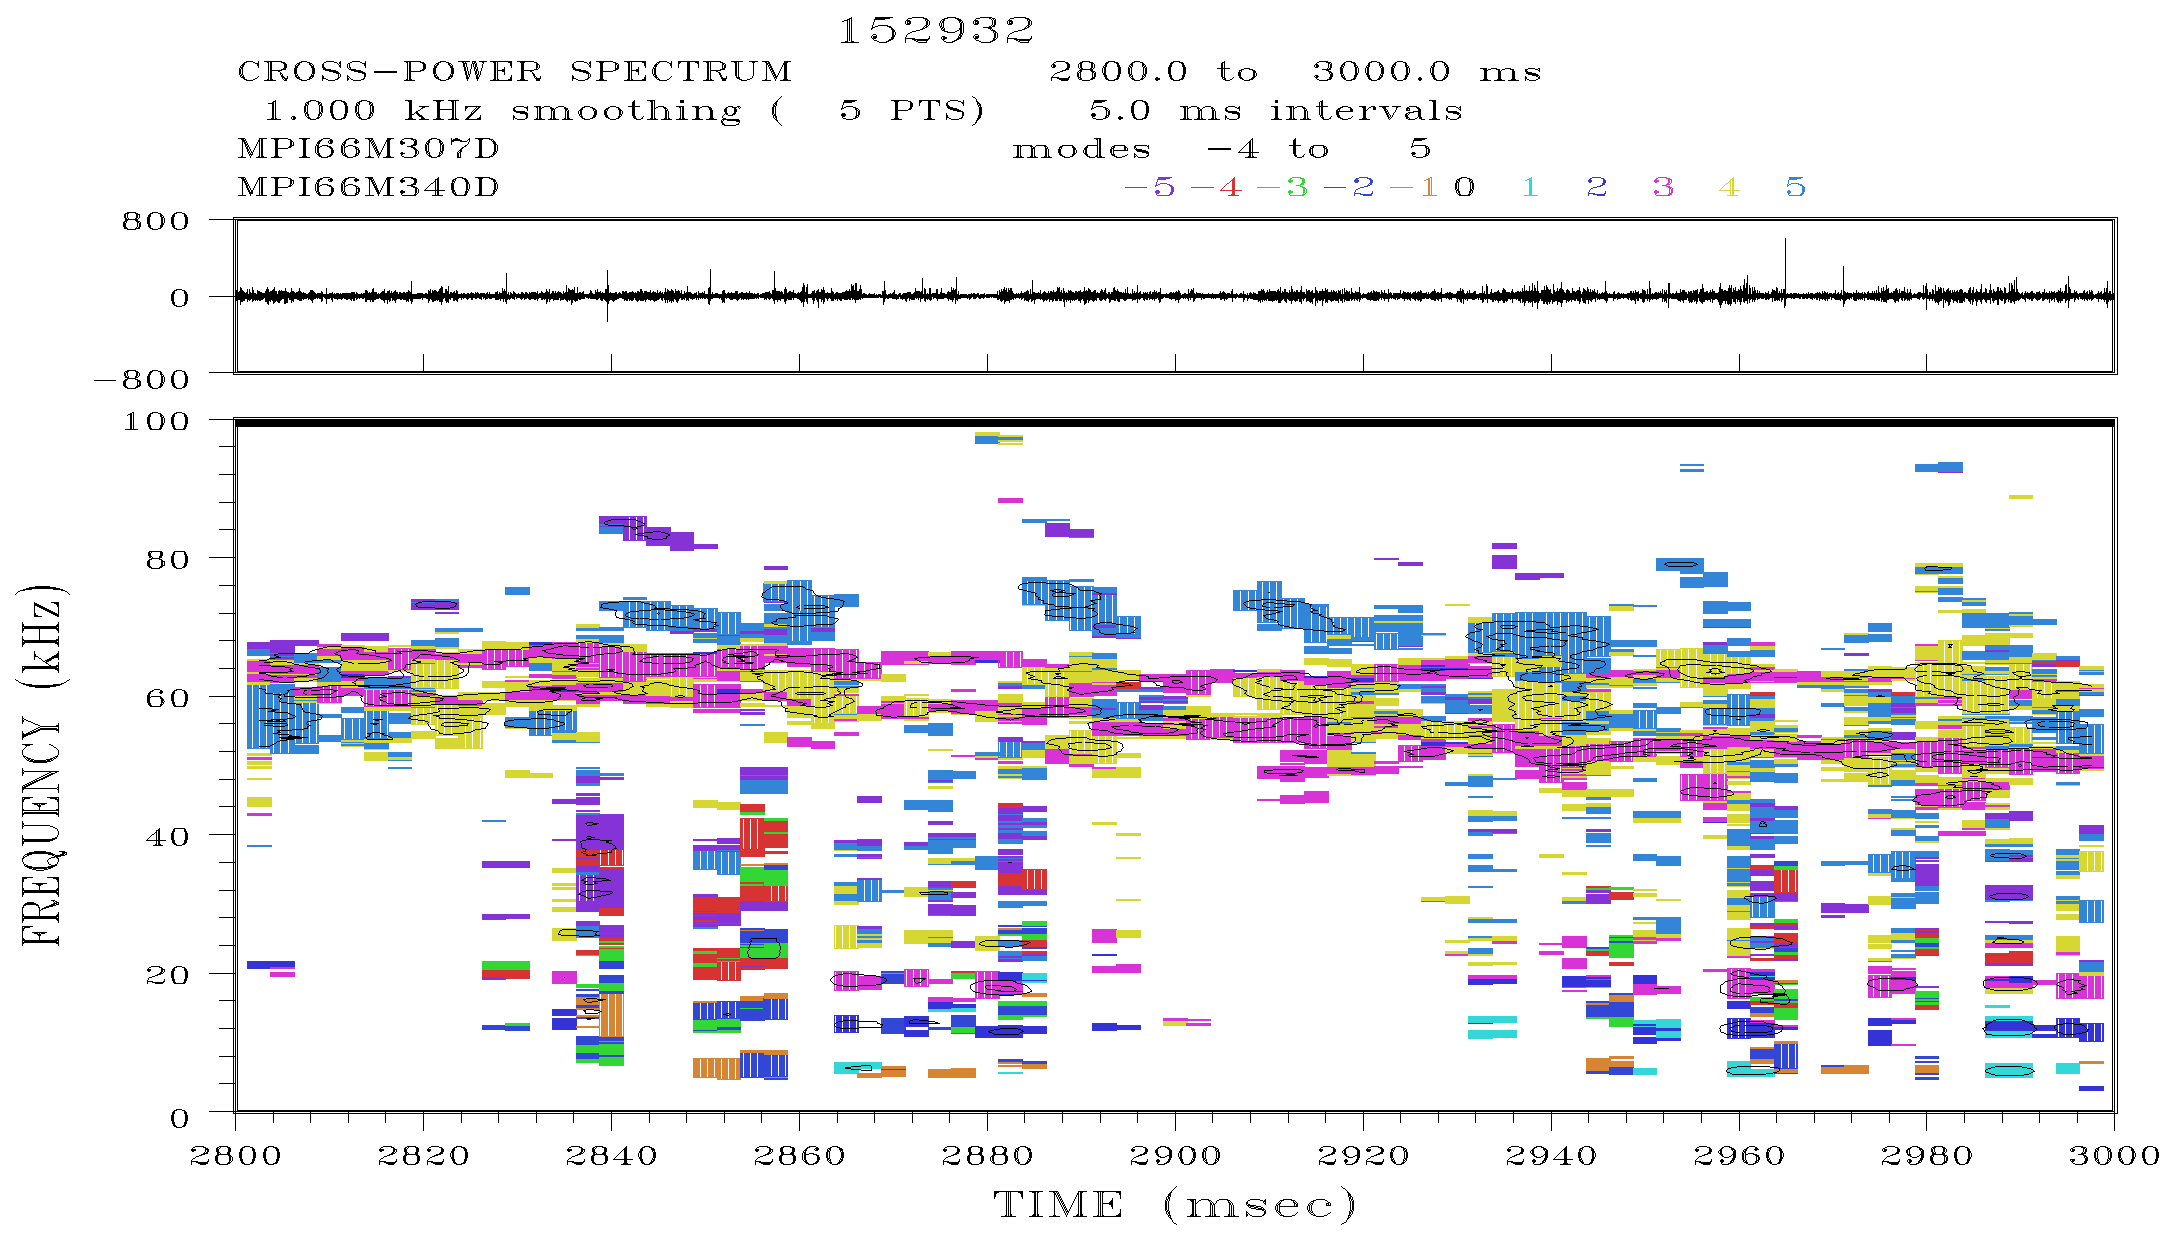 152932
CROSS-POWER SPECTRUM 2800.0 to 3000.0 ms
1.000 kHz smoothing ( 5 PTS) 5.0 ms intervals
MPI66M307D modes -4 to 5
MPI66M340D -5 -4 -3 -2 -1 0 1 2 3 4 5
800
0
-800
100
80
60
40
20
0
FREQUENCY (kHz)
2800 2820 2840 2860 2880 2900 2920 2940 2960 2980 3000
TIME (msec)